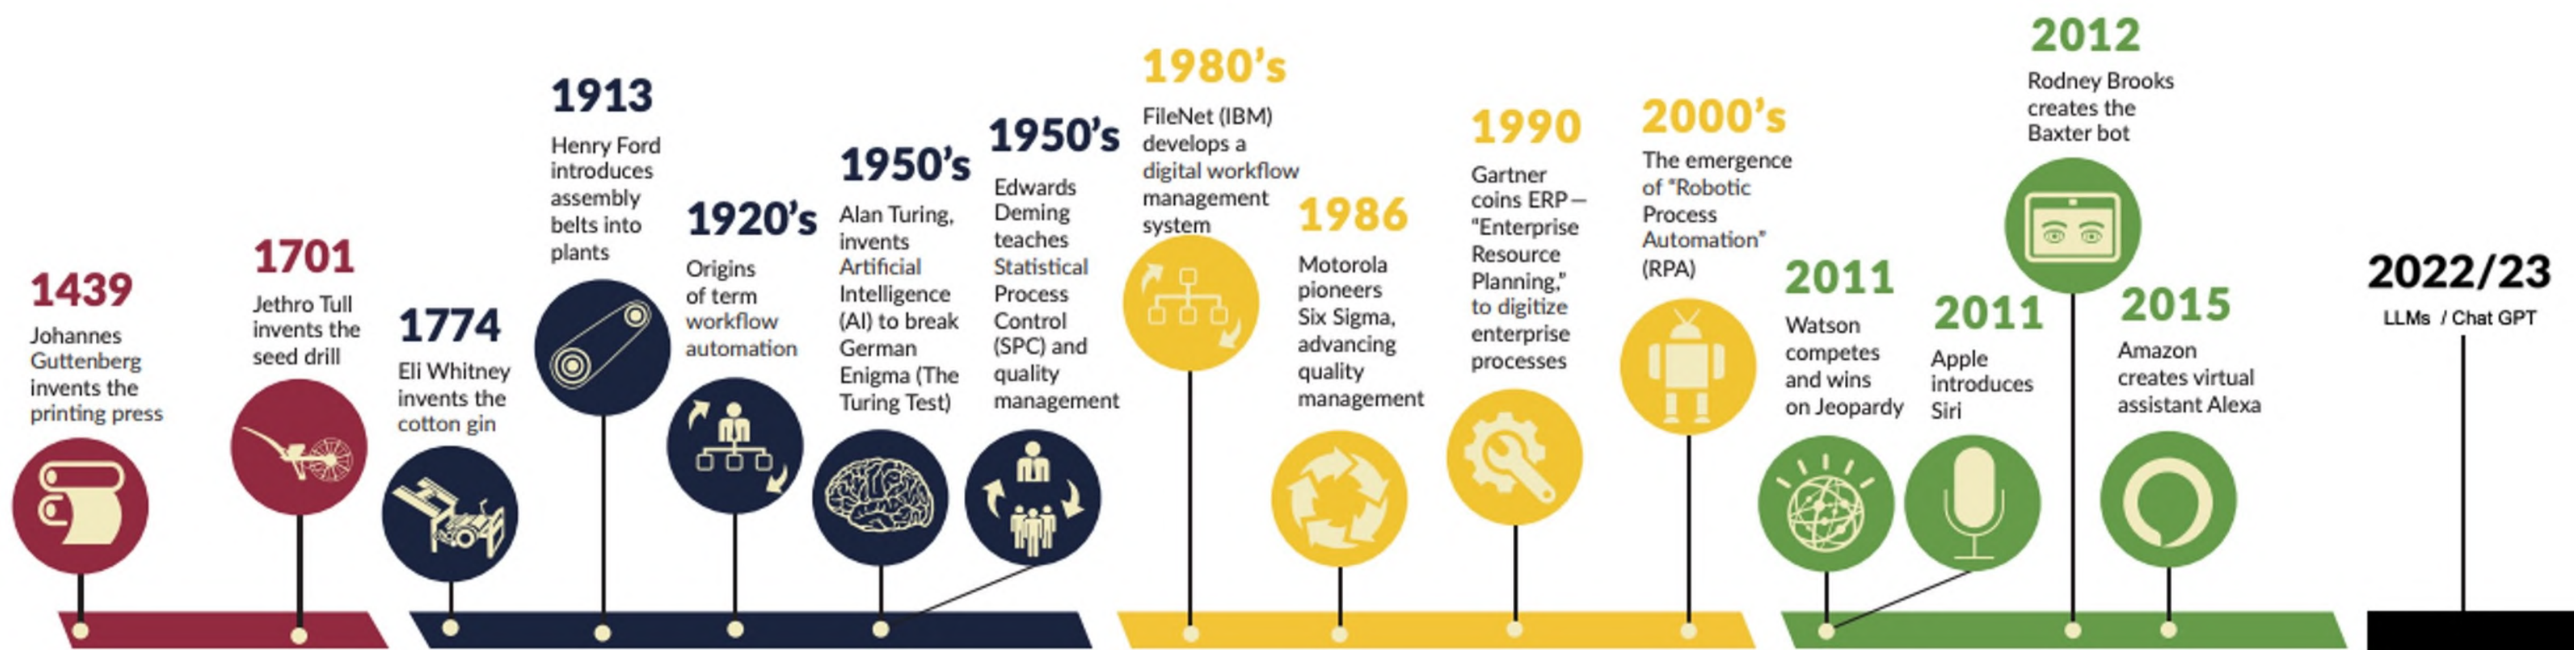 1439
Johannes
Guttenberg
invents the
printing press
1701
Jethro Tull
invents the
seed drill
1774
Eli Whitney
invents the
cotton gin
1913
Henry Ford
introduces
assembly
belts into
plants
1920's
Origins
of term
workflow
automation
1950's
Alan Turing,
invents
Artificial
Intelligence
(AI) to break
German
Enigma (The
Turing Test)
1950's
Edwards
Deming
teaches
Statistical
Process
Control
(SPC) and
quality
management
1980's
FileNet (IBM)
develops a
digital workflow
management
system
1986
Motorola
pioneers
Six Sigma,
advancing
quality
management
1990
Gartner
coins ERP—
"Enterprise
Resource
Planning,"
to digitize
enterprise
processes
2000's
The emergence
of "Robotic
Process
Automation"
(RPA)
2011
Watson
competes
and wins
on Jeopardy
2011
Apple
introduces
Siri
2012
Rodney Brooks
creates the
Baxter bot
2015
Amazon
creates virtual
assistant Alexa
2022/23
LLMs / Chat GPT